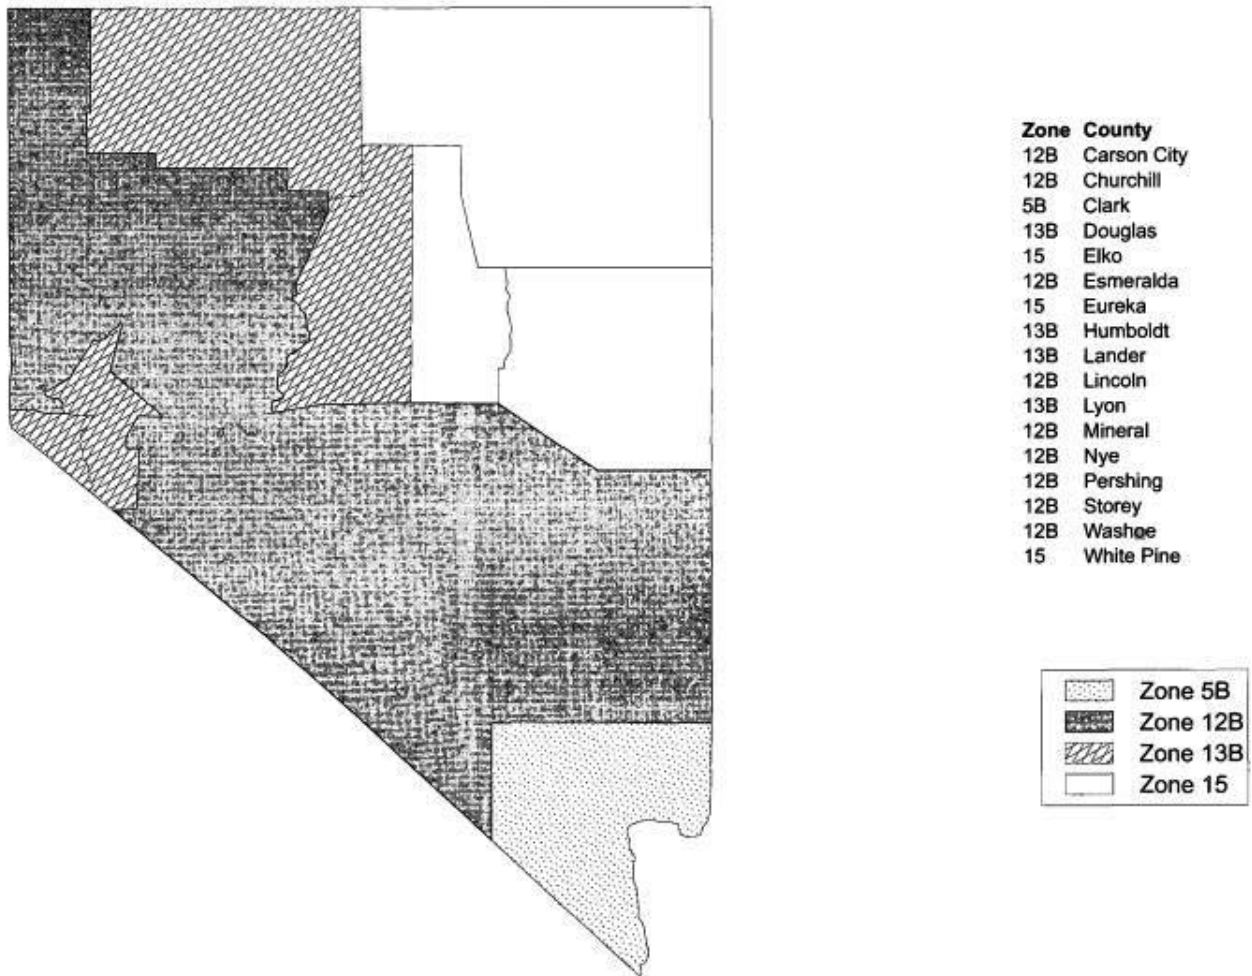 Zone County
12B Carson City
12B Churchill
5B Clark
13B Douglas
15 Elko
12B Esmeralda
15 Eureka
13B Humboldt
13B Lander
12B Lincoln
13B Lyon
12B Mineral
12B Nye
12B Pershing
12B Storey
12B Washoe
15 White Pine
Zone 5B
Zone 12B
Zone 13B
Zone 15